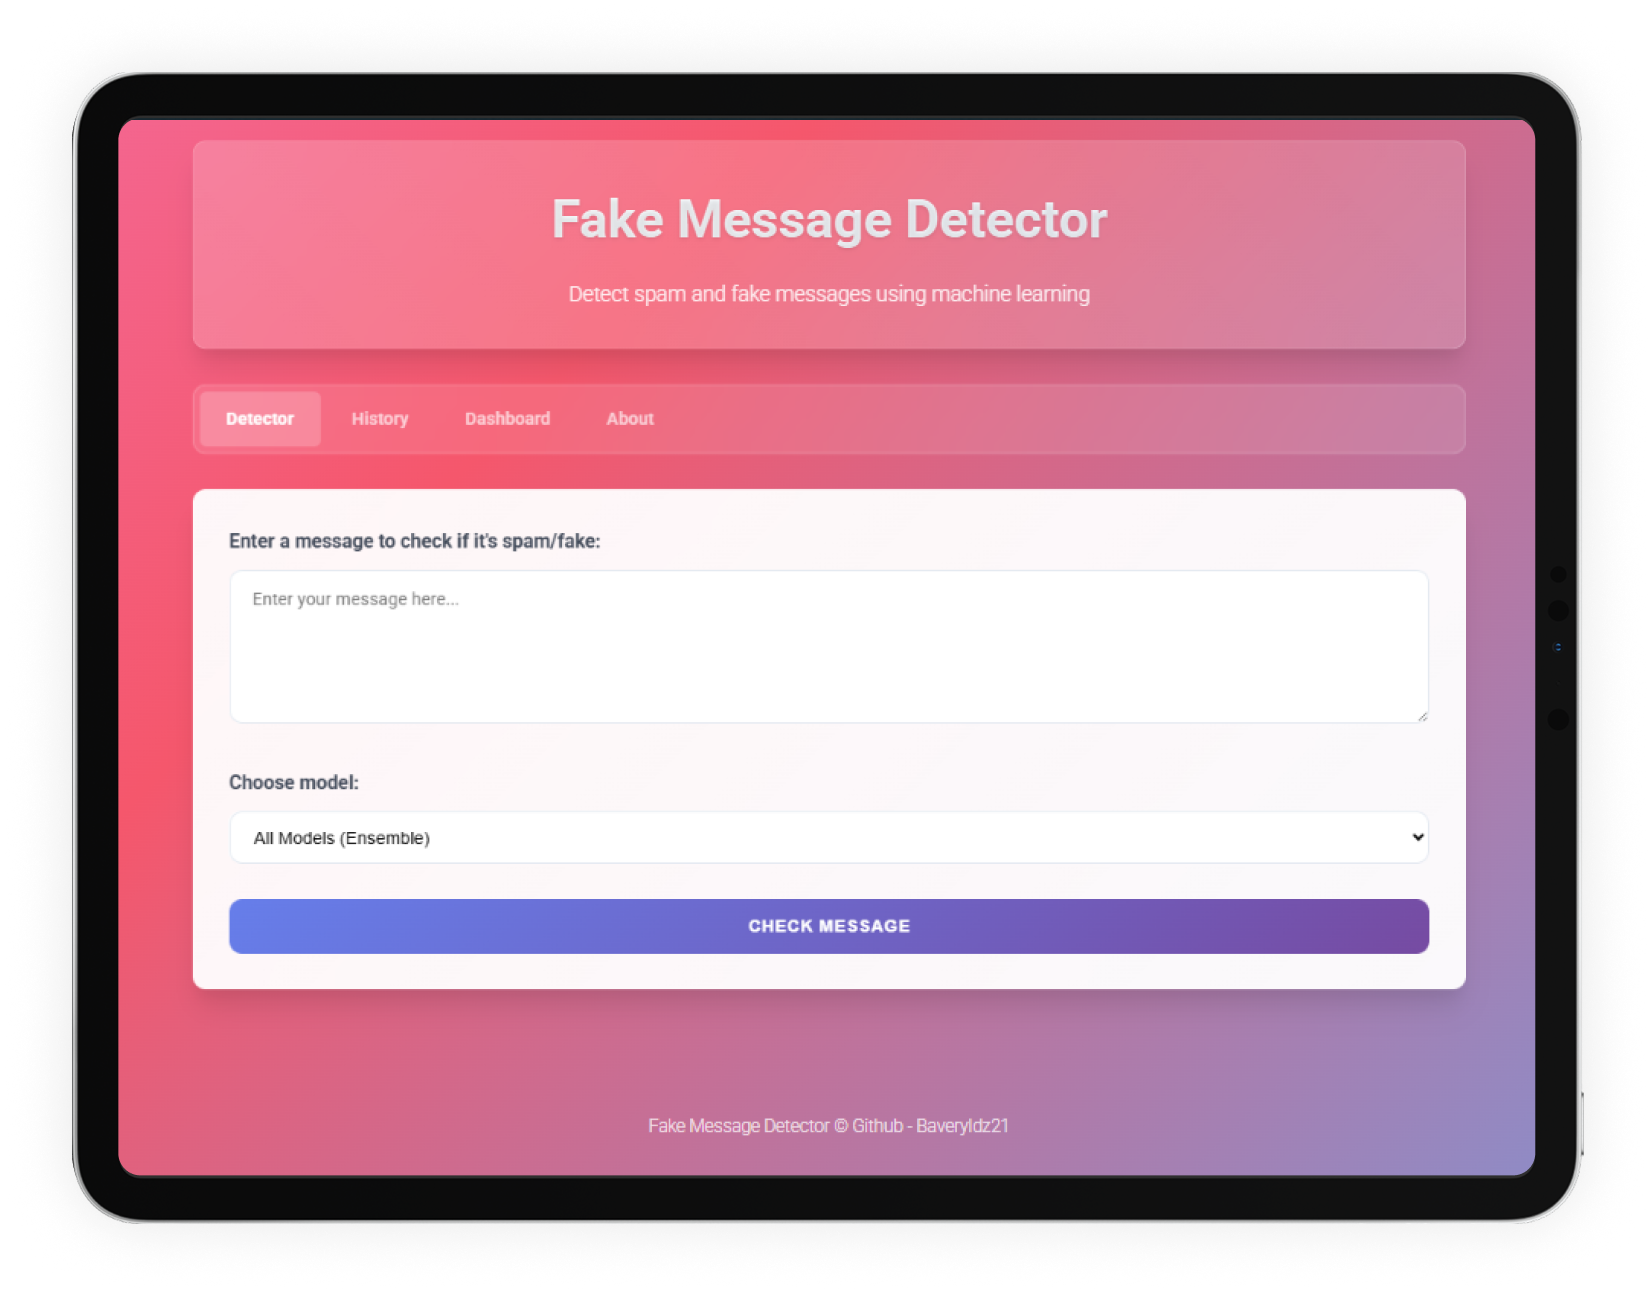 Fake Message Detector
Detect spam and fake messages using machine learning
Detector History Dashboard About
Enter a message to check if it's spam/fake:
Enter your message here...
Choose model:
All Models (Ensemble)
CHECK MESSAGE
Fake Message Detector © Github - Baveryldz21